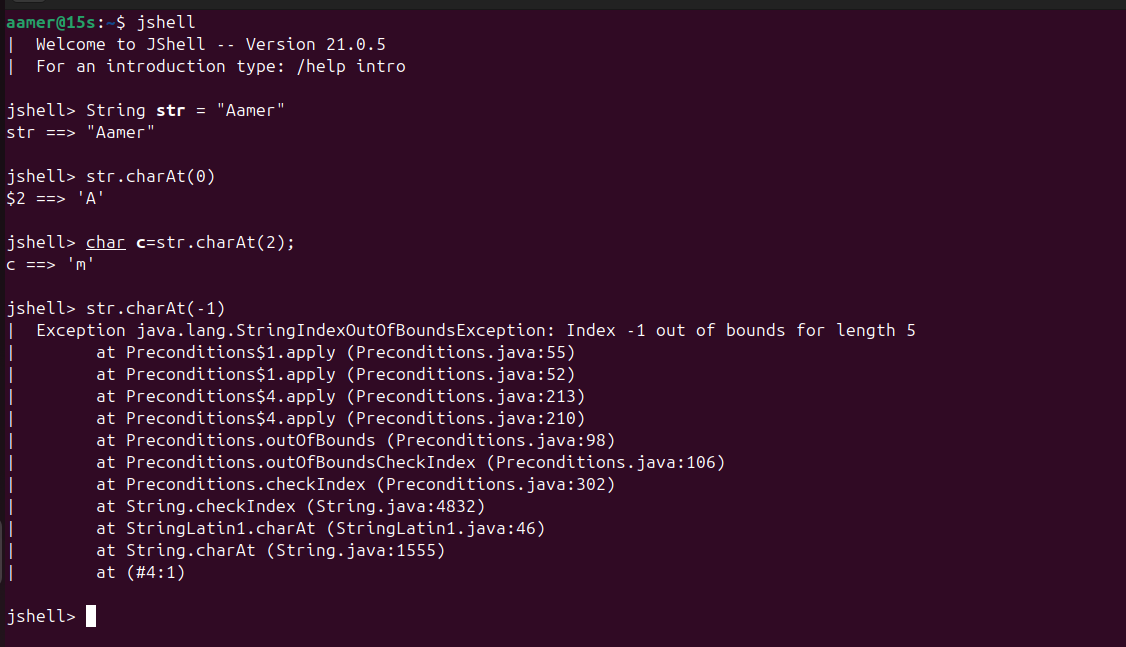 aamer@15s:~$ jshell
|  Welcome to JShell -- Version 21.0.5
|  For an introduction type: /help intro
jshell> String str = "Aamer"
str ==> "Aamer"
jshell> str.charAt(0)
$2 ==> 'A'
jshell> char c=str.charAt(2);
c ==> 'm'
jshell> str.charAt(-1)
|  Exception java.lang.StringIndexOutOfBoundsException: Index -1 out of bounds for length 5
|        at Preconditions$1.apply (Preconditions.java:55)
|        at Preconditions$1.apply (Preconditions.java:52)
|        at Preconditions$4.apply (Preconditions.java:213)
|        at Preconditions$4.apply (Preconditions.java:210)
|        at Preconditions.outOfBounds (Preconditions.java:98)
|        at Preconditions.outOfBoundsCheckIndex (Preconditions.java:106)
|        at Preconditions.checkIndex (Preconditions.java:302)
|        at String.checkIndex (String.java:4832)
|        at StringLatin1.charAt (StringLatin1.java:46)
|        at String.charAt (String.java:1555)
|        at (#4:1)
jshell>